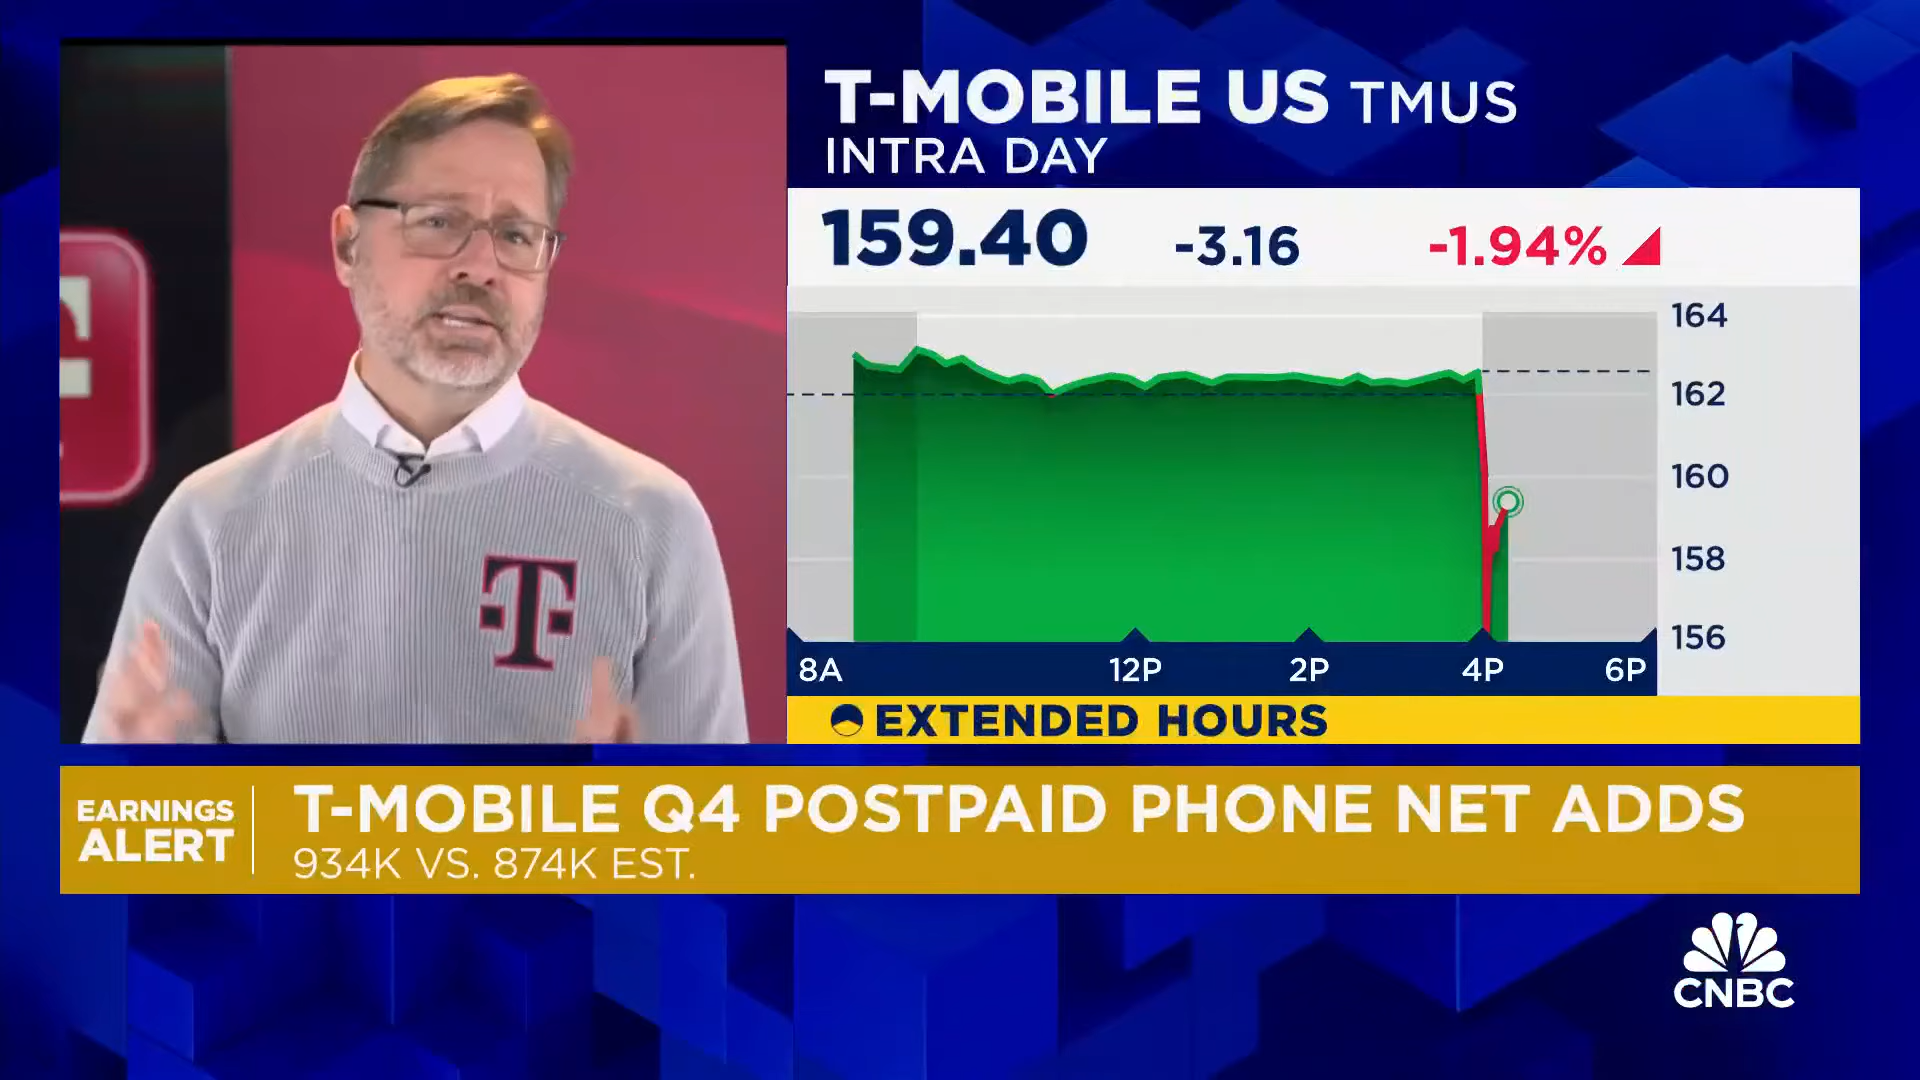 T-MOBILE US TMUS
INTRA DAY
159.40 -3.16 -1.94%
164
162
160
158
156
8A 12P 2P 4P 6P
EXTENDED HOURS
EARNINGS
ALERT
T-MOBILE Q4 POSTPAID PHONE NET ADDS
934K VS. 874K EST.
T
CNBC